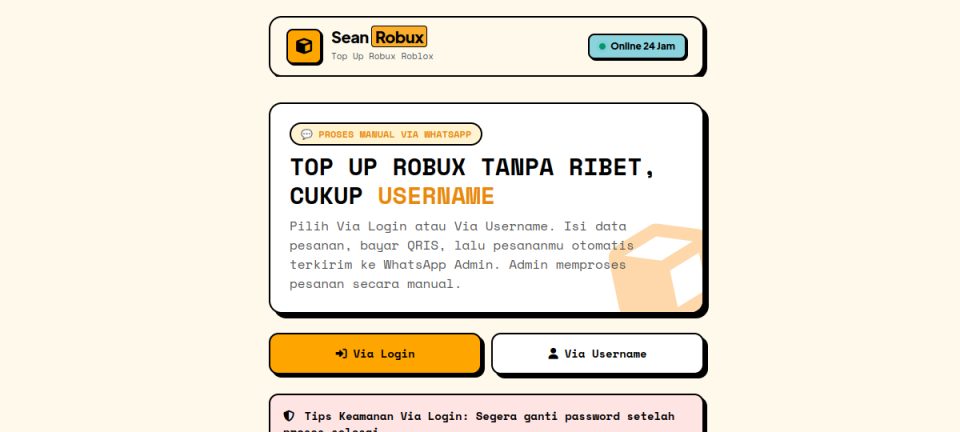 Sean Robux
Top Up Robux Roblox
Online 24 Jam
PROSES MANUAL VIA WHATSAPP
TOP UP ROBUX TANPA RIBET,
CUKUP USERNAME
Pilih Via Login atau Via Username. Isi data
pesanan, bayar QRIS, lalu pesananmu otomatis
terkirim ke WhatsApp Admin. Admin memproses
pesanan secara manual.
Via Login
Via Username
Tips Keamanan Via Login: Segera ganti password setelah
proses selesai